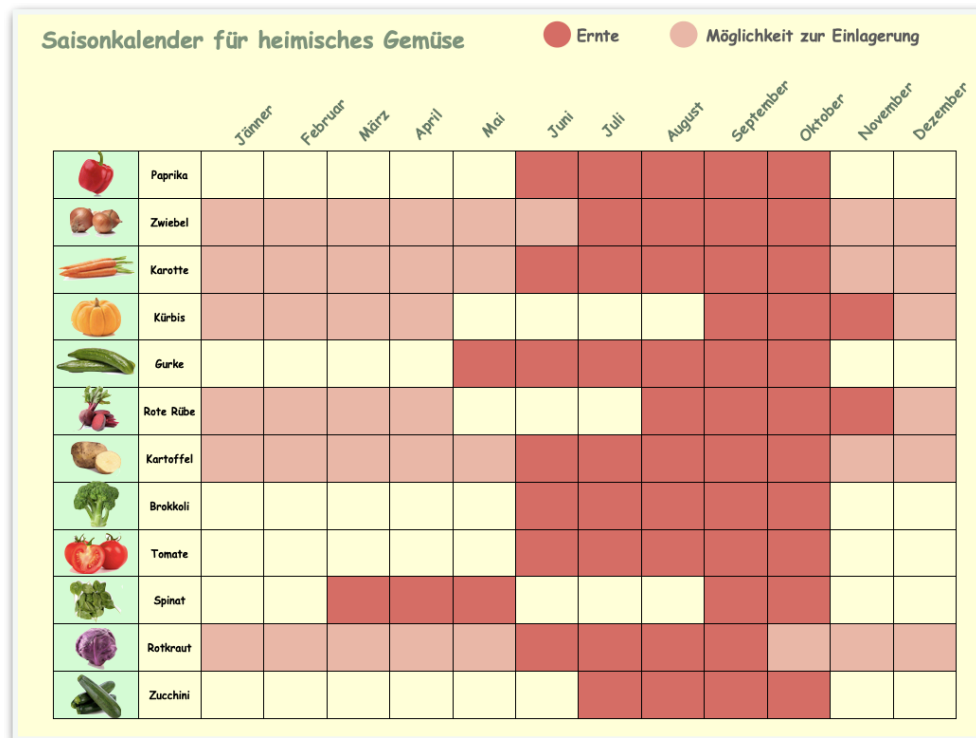 Saisonkalender für heimisches Gemüse
Ernte
Möglichkeit zur Einlagerung
Jänner
Februar
März
April
Mai
Juni
Juli
August
September
Oktober
November
Dezember
Paprika
Zwiebel
Karotte
Kürbis
Gurke
Rote Rübe
Kartoffel
Brokkoli
Tomate
Spinat
Rotkraut
Zucchini